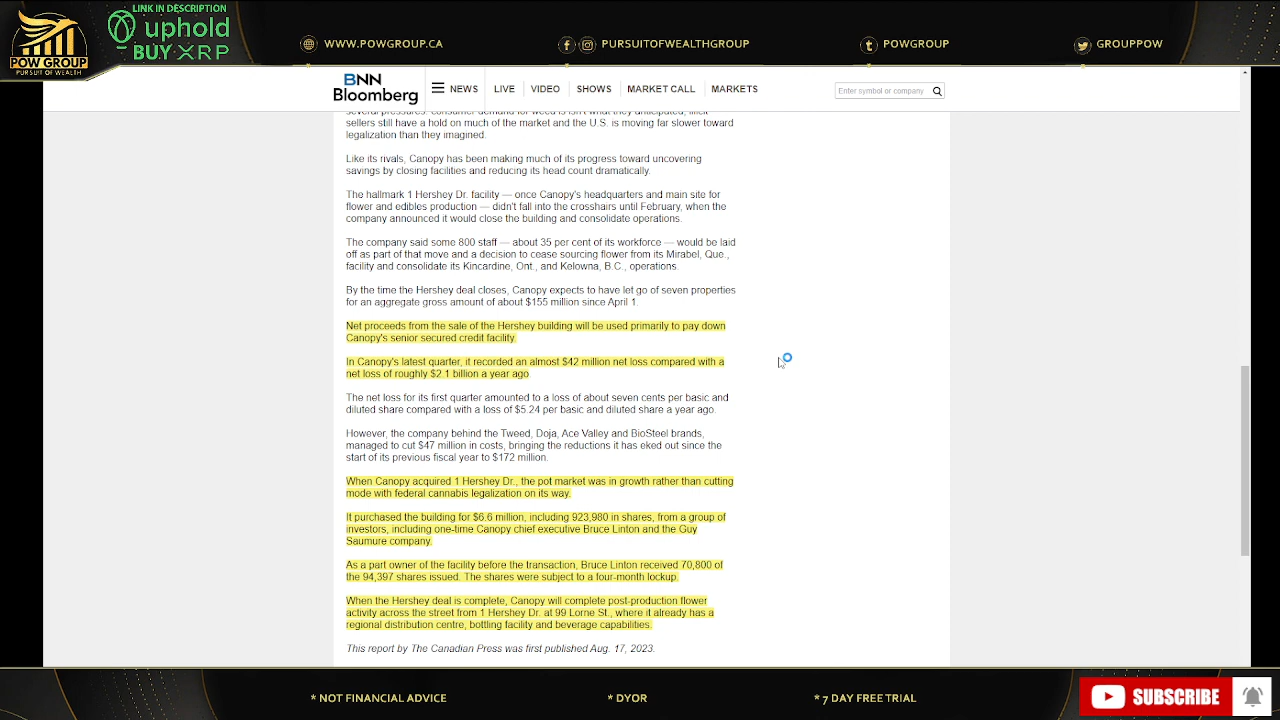 LINK IN DESCRIPTION
uphold
BUY XRP
POW GROUP
PURSUIT OF WEALTH
WWW.POWGROUP.CA
PURSUITOFWEALTHGROUP
POWGROUP
GROUPPOW
BNN
Bloomberg
NEWS
LIVE
VIDEO
SHOWS
MARKET CALL
MARKETS
Enter symbol or company
several pressures. Consumer demand for weed isn't what they anticipated, illicit
sellers still have a hold on much of the market and the U.S. is moving far slower toward
legalization than they imagined.
Like its rivals, Canopy has been making much of its progress toward uncovering
savings by closing facilities and reducing its head count dramatically.
The hallmark 1 Hershey Dr. facility — once Canopy's headquarters and main site for
flower and edibles production — didn't fall into the crosshairs until February, when the
company announced it would close the building and consolidate operations.
The company said some 800 staff — about 35 per cent of its workforce — would be laid
off as part of that move and a decision to cease sourcing flower from its Mirabel, Que.,
facility and consolidate its Kincardine, Ont., and Kelowna, B.C., operations.
By the time the Hershey deal closes, Canopy expects to have let go of seven properties
for an aggregate gross amount of about $155 million since April 1.
Net proceeds from the sale of the Hershey building will be used primarily to pay down
Canopy's senior secured credit facility.
In Canopy's latest quarter, it recorded an almost $42 million net loss compared with a
net loss of roughly $2.1 billion a year ago
The net loss for its first quarter amounted to a loss of about seven cents per basic and
diluted share compared with a loss of $5.24 per basic and diluted share a year ago.
However, the company behind the Tweed, Doja, Ace Valley and BioSteel brands,
managed to cut $47 million in costs, bringing the reductions it has eked out since the
start of its previous fiscal year to $172 million.
When Canopy acquired 1 Hershey Dr., the pot market was in growth rather than cutting
mode with federal cannabis legalization on its way.
It purchased the building for $6.6 million, including 923,980 in shares, from a group of
investors, including one-time Canopy chief executive Bruce Linton and the Guy
Saumure company.
As a part owner of the facility before the transaction, Bruce Linton received 70,800 of
the 94,397 shares issued. The shares were subject to a four-month lockup.
When the Hershey deal is complete, Canopy will complete post-production flower
activity across the street from 1 Hershey Dr. at 99 Lorne St., where it already has a
regional distribution centre, bottling facility and beverage capabilities.
This report by The Canadian Press was first published Aug. 17, 2023.
* NOT FINANCIAL ADVICE
* DYOR
* 7 DAY FREE TRIAL
SUBSCRIBE